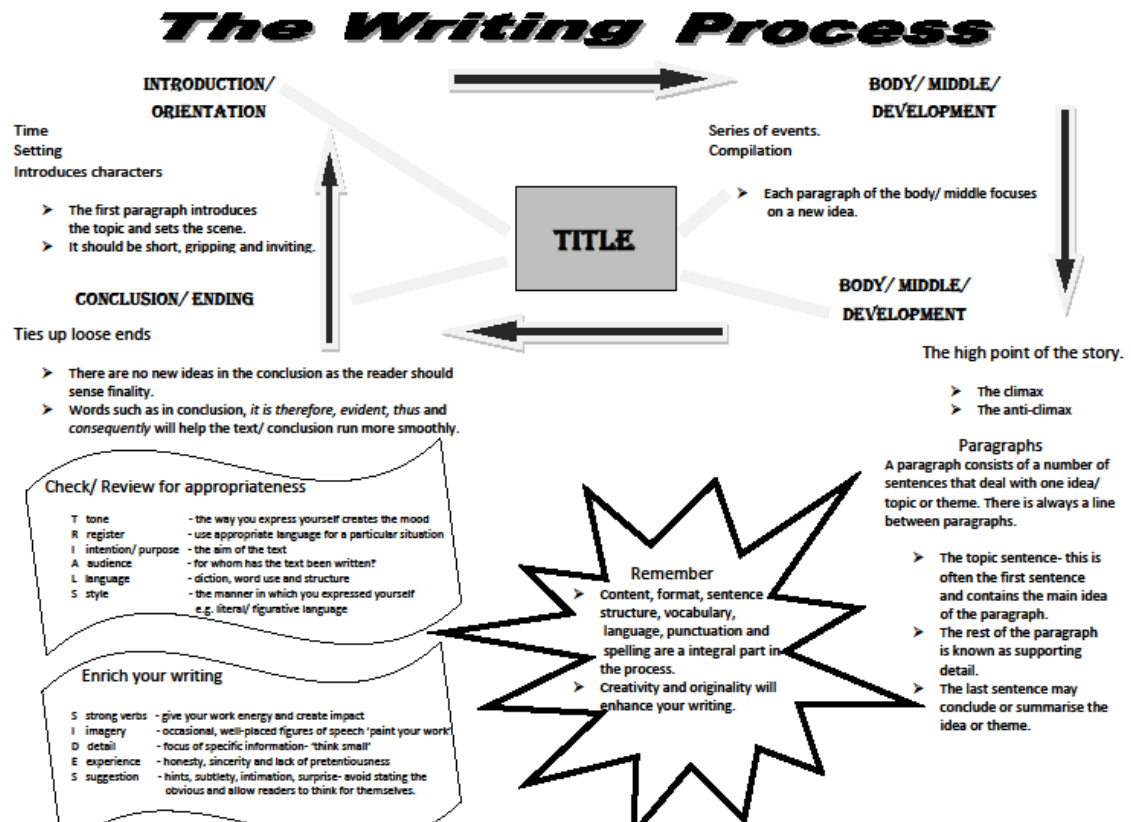 The Writing Process
INTRODUCTION/
ORIENTATION
Time
Setting
Introduces characters
➢ The first paragraph introduces
the topic and sets the scene.
➢ It should be short, gripping and inviting.
BODY/ MIDDLE/
DEVELOPMENT
Series of events.
Compilation
➢ Each paragraph of the body/ middle focuses
on a new idea.
TITLE
BODY/ MIDDLE/
DEVELOPMENT
The high point of the story.
➢ The climax
➢ The anti-climax
CONCLUSION/ ENDING
Ties up loose ends
➢ There are no new ideas in the conclusion as the reader should
sense finality.
➢ Words such as in conclusion, it is therefore, evident, thus and
consequently will help the text/ conclusion run more smoothly.
Paragraphs
A paragraph consists of a number of
sentences that deal with one idea/
topic or theme. There is always a line
between paragraphs.
➢ The topic sentence- this is
often the first sentence
and contains the main idea
of the paragraph.
➢ The rest of the paragraph
is known as supporting
detail.
➢ The last sentence may
conclude or summarise the
idea or theme.
Check/ Review for appropriateness
T tone - the way you express yourself creates the mood
R register - use appropriate language for a particular situation
I intention/ purpose - the aim of the text
A audience - for whom has the text been written?
L language - diction, word use and structure
S style - the manner in which you expressed yourself
e.g. literal/ figurative language
Remember
➢ Content, format, sentence
structure, vocabulary,
language, punctuation and
spelling are a integral part in
the process.
➢ Creativity and originality will
enhance your writing.
Enrich your writing
S strong verbs - give your work energy and create impact
I imagery - occasional, well-placed figures of speech 'paint your work'
D detail - focus of specific information- 'think small'
E experience - honesty, sincerity and lack of pretentiousness
S suggestion - hints, subtlety, intimation, surprise- avoid stating the
obvious and allow readers to think for themselves.